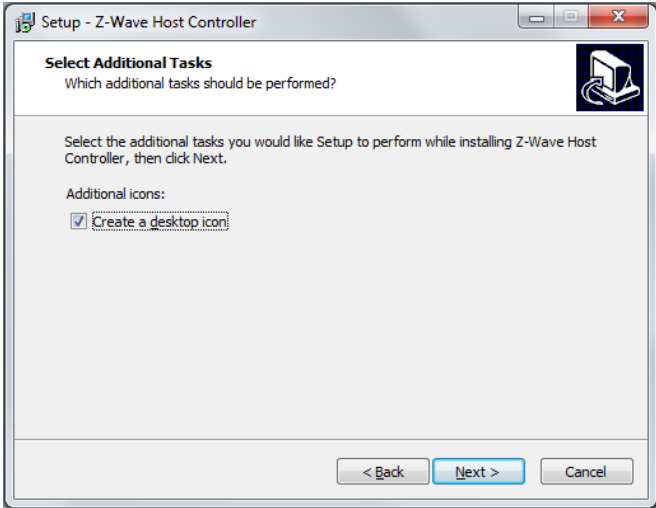 Setup - Z-Wave Host Controller
Select Additional Tasks
Which additional tasks should be performed?
Select the additional tasks you would like Setup to perform while installing Z-Wave Host
Controller, then click Next.
Additional icons:
Create a desktop icon
< Back Next > Cancel